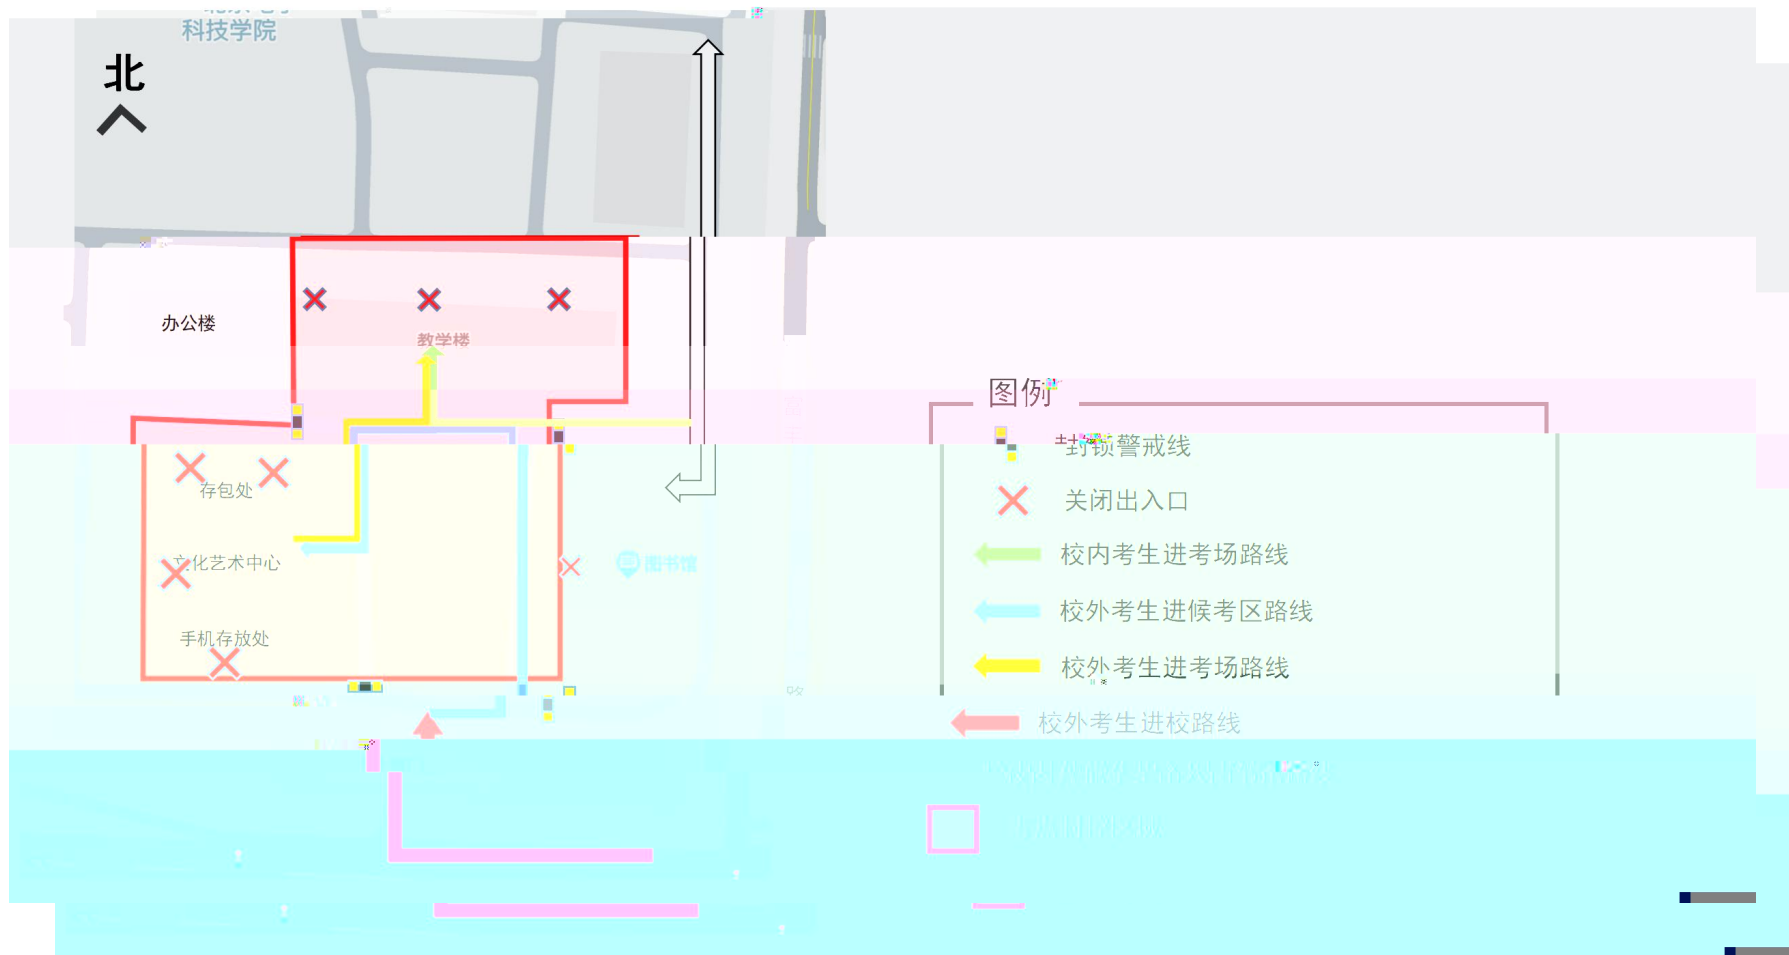 科技学院
北
办公楼
教学楼
图例
封锁警戒线
存包处
关闭出入口
文化艺术中心
图书馆
校内考生进考场路线
校外考生进候考区路线
手机存放处
校外考生进考场路线
校外考生进校路线